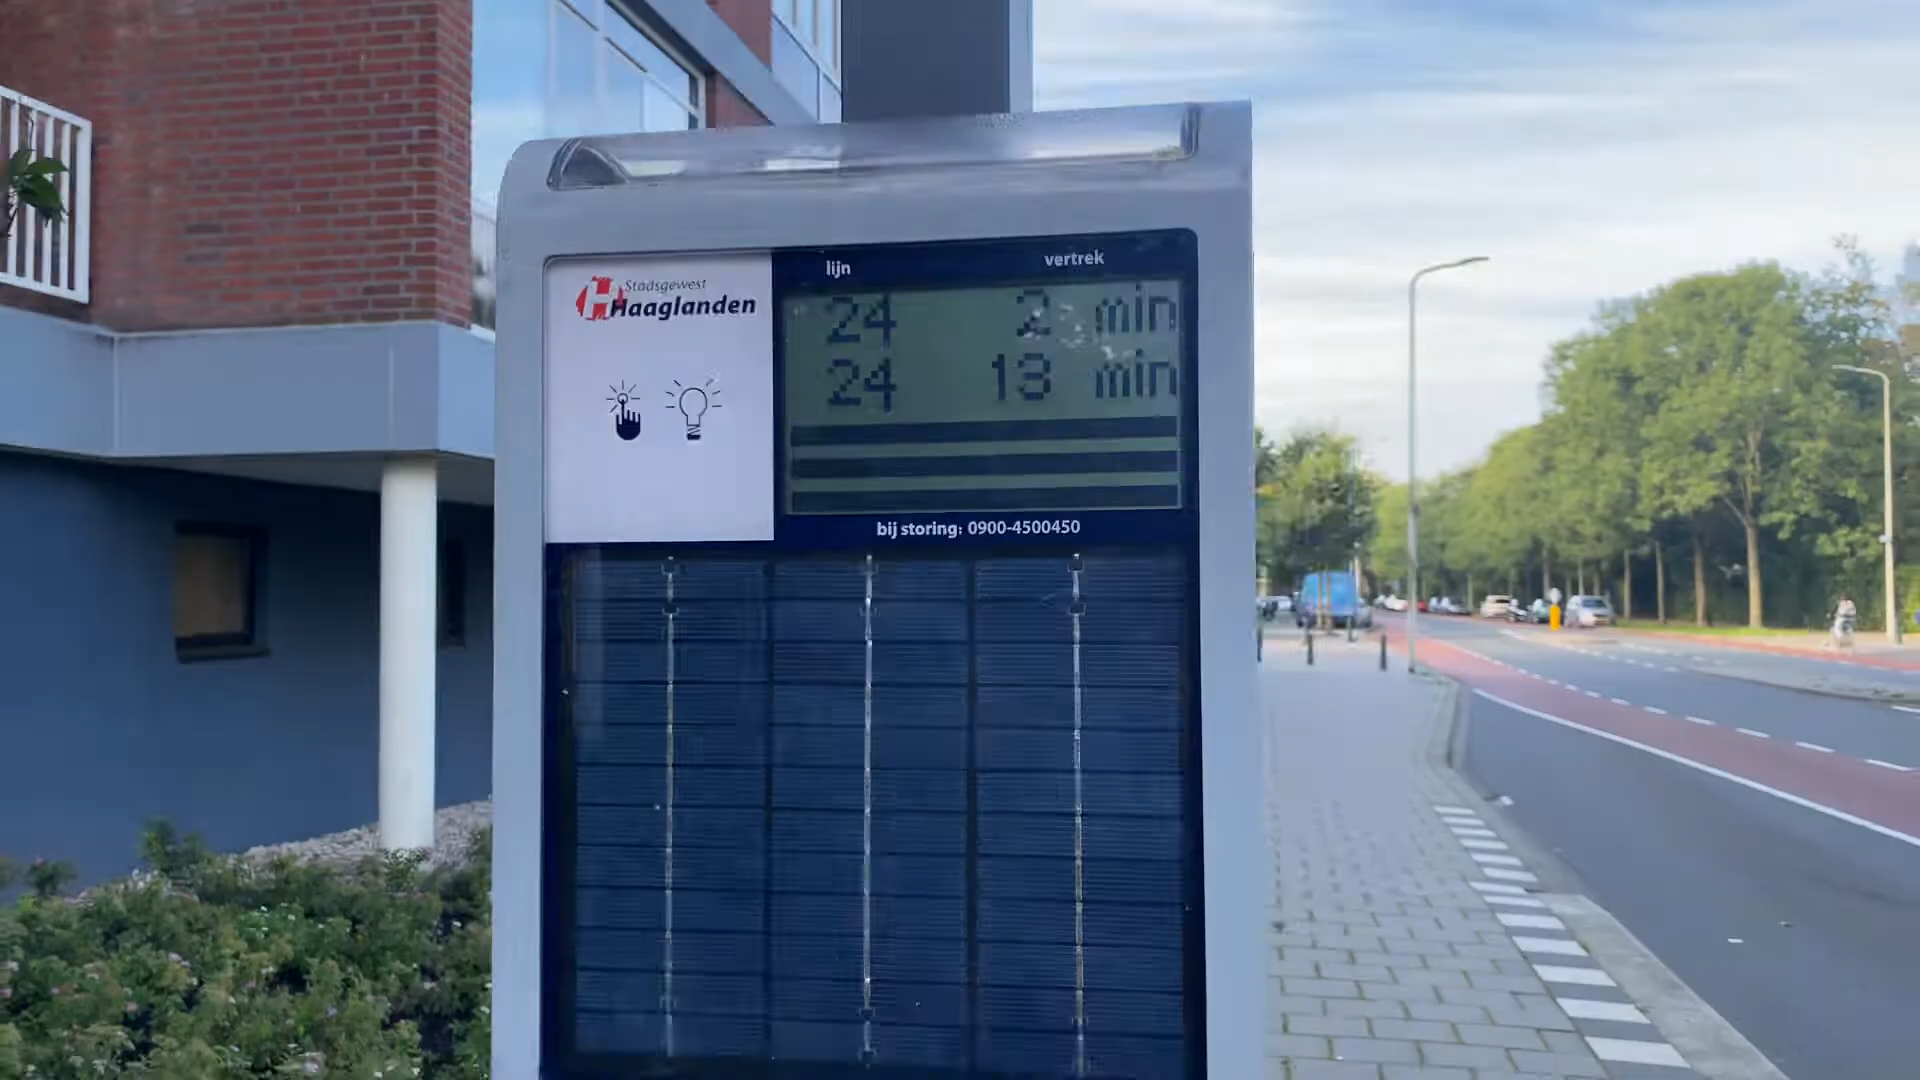 Stadsgewest
Haaglanden
lijn vertrek
24 2 min
24 13 min
bij storing: 0900-4500450